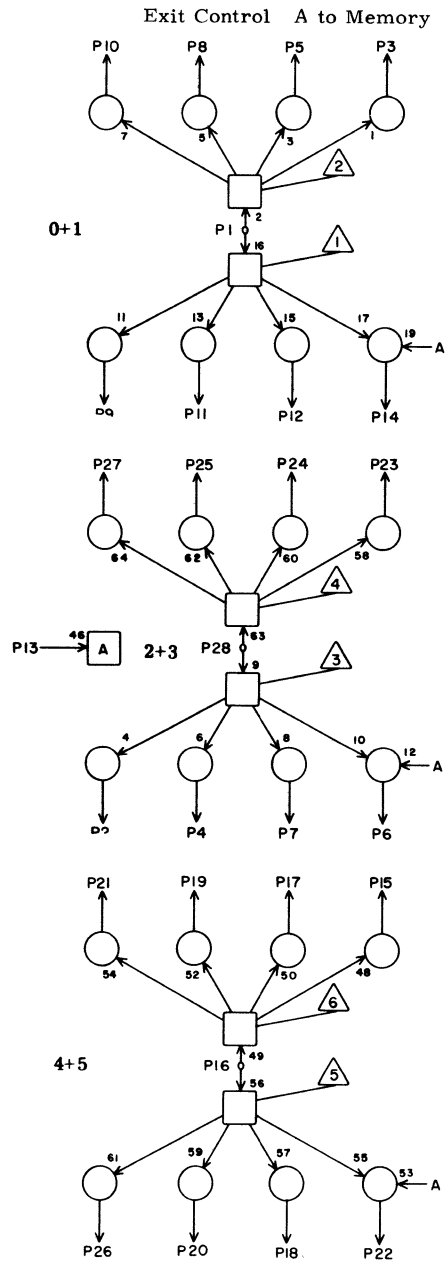 Exit Control A to Memory
P10 P8 P5 P3
7 5 3 1
2
2
0+1
P1
16
1
11 13 15 17
19
A
P9 P11 P12 P14
P27 P25 P24 P23
64 62 60 58
4
63
P13 46 A 2+3 P28
9
3
4 6 8 10
12
A
P2 P4 P7 P6
P21 P19 P17 P15
54 52 50 48
6
49
4+5
P16
56
5
61 59 57 55
53
A
P26 P20 P18 P22